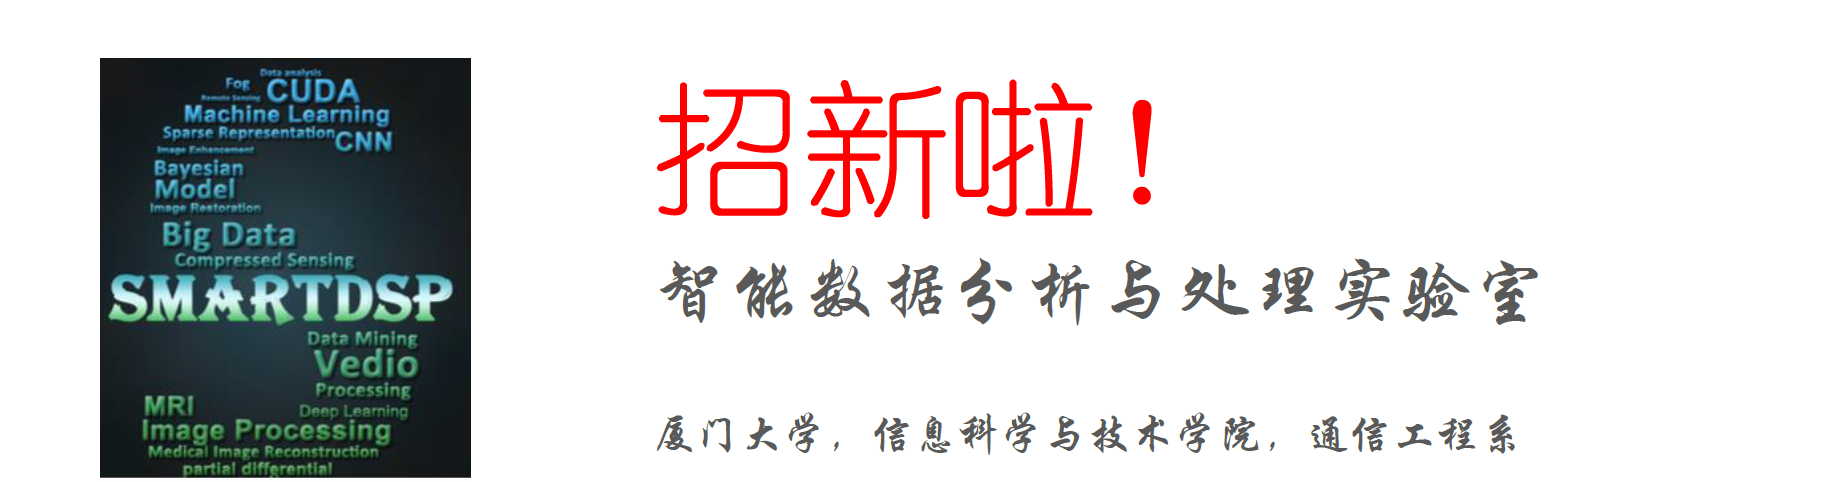 Data analysis
Fog CUDA
Remote Sensing
Machine Learning
Sparse Representation CNN
Image Enhancement
Bayesian
Model
Image Restoration
Big Data
Compressed Sensing
SMARTDSP
Data Mining
Vedio
Processing
MRI Deep Learning
Image Processing
Medical Image Reconstruction
partial differential
招新啦！
智能数据分析与处理实验室
厦门大学，信息科学与技术学院，通信工程系